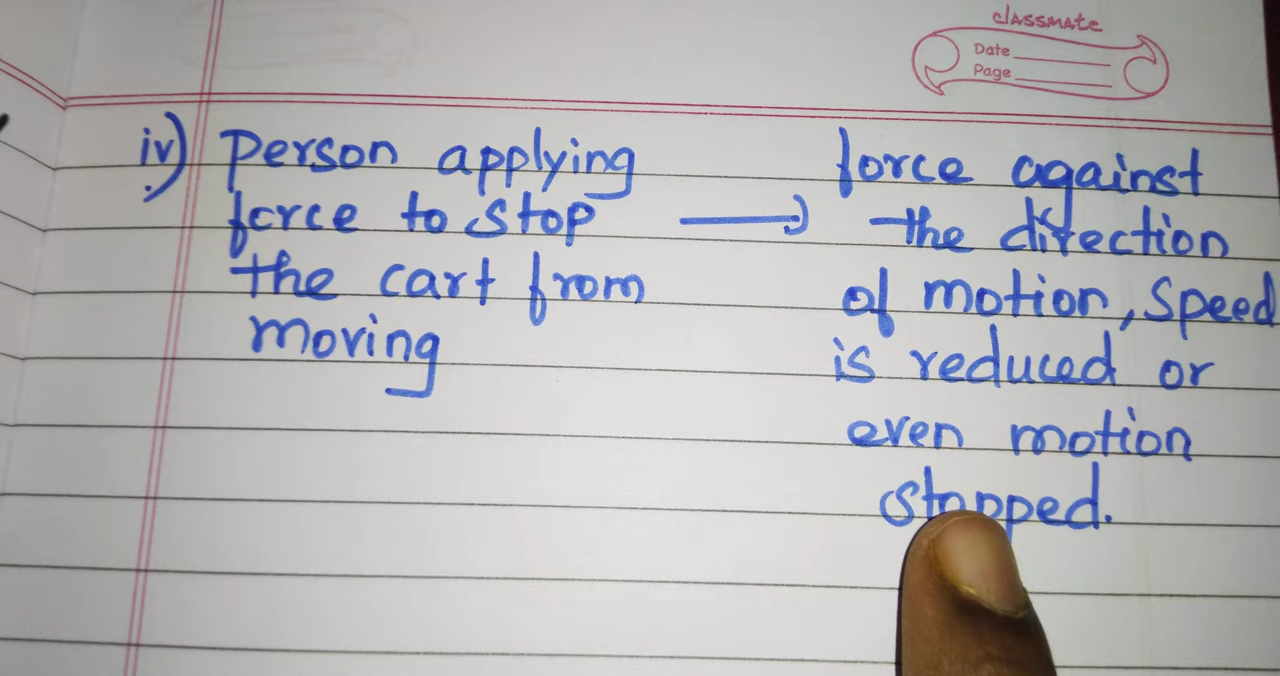 classmate
Date
Page
iv) Person applying
force to stop
the cart from
moving
→
force against
the direction
of motion, speed
is reduced or
even motion
stopped.